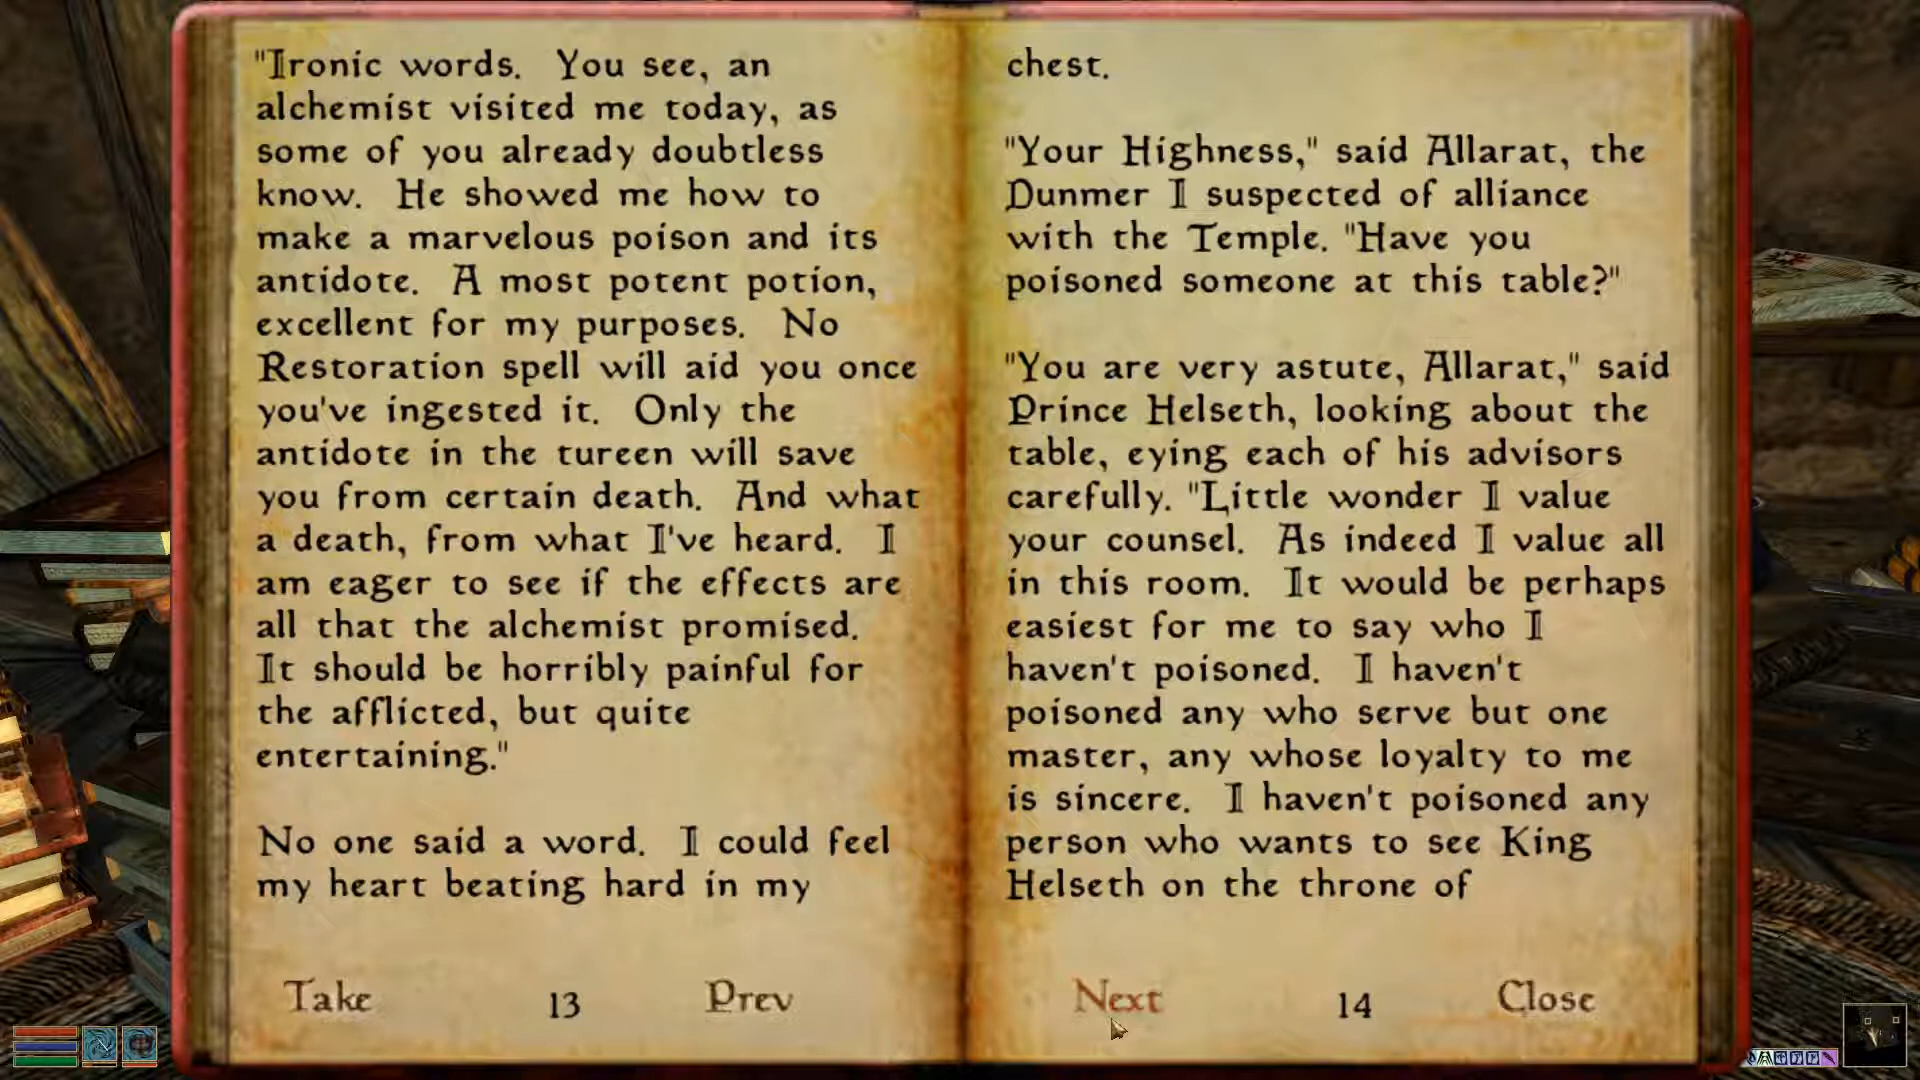 "Ironic words.  You see, an
alchemist visited me today, as
some of you already doubtless
know.  He showed me how to
make a marvelous poison and its
antidote.  A most potent potion,
excellent for my purposes.  No
Restoration spell will aid you once
you've ingested it.  Only the
antidote in the tureen will save
you from certain death.  And what
a death, from what I've heard.  I
am eager to see if the effects are
all that the alchemist promised.
It should be horribly painful for
the afflicted, but quite
entertaining."
No one said a word.  I could feel
my heart beating hard in my
Take
13
Prev
chest.
"Your Highness," said Allarat, the
Dunmer I suspected of alliance
with the Temple. "Have you
poisoned someone at this table?"
"You are very astute, Allarat," said
Prince Helseth, looking about the
table, eying each of his advisors
carefully. "Little wonder I value
your counsel.  As indeed I value all
in this room.  It would be perhaps
easiest for me to say who I
haven't poisoned.  I haven't
poisoned any who serve but one
master, any whose loyalty to me
is sincere.  I haven't poisoned any
person who wants to see King
Helseth on the throne of
Next
14
Close